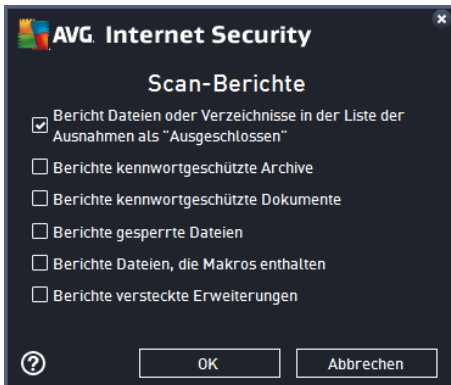 AVG. Internet Security
Scan-Berichte
Bericht Dateien oder Verzeichnisse in der Liste der
Ausnahmen als "Ausgeschlossen"
Berichte kennwortgeschützte Archive
Berichte kennwortgeschützte Dokumente
Berichte gesperrte Dateien
Berichte Dateien, die Makros enthalten
Berichte versteckte Erweiterungen
? OK Abbrechen